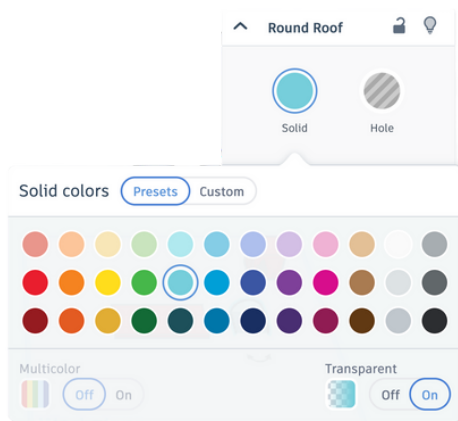 Round Roof
Solid Hole
Solid colors Presets Custom
Multicolor Transparent
Off On Off On